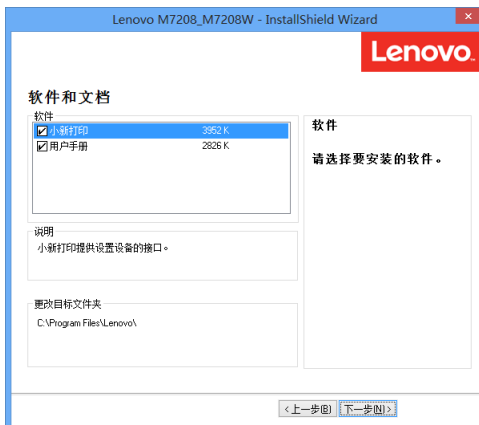 Lenovo M7208_M7208W - InstallShield Wizard
Lenovo
软件和文档
软件
小新打印 3952 K
用户手册 2826 K
软件
请选择要安装的软件。
说明
小新打印提供设置设备的接口。
更改目标文件夹
C:\Program Files\Lenovo\
<上一步(B) 下一步(N)>